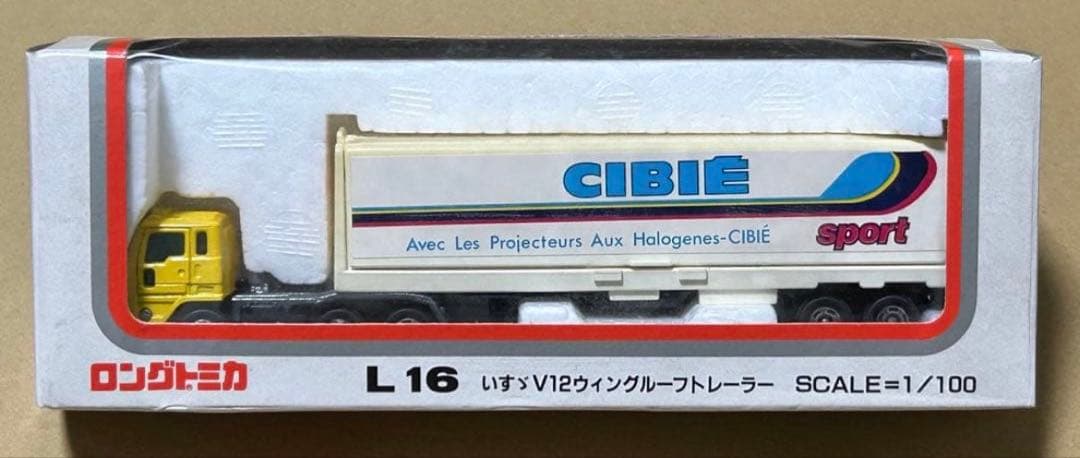 CIBIÉ
Avec Les Projecteurs Aux Halogenes-CIBIÉ
sport
ロングトミカ
L16 いすゞV12ウィングルーフトレーラー SCALE=1/100